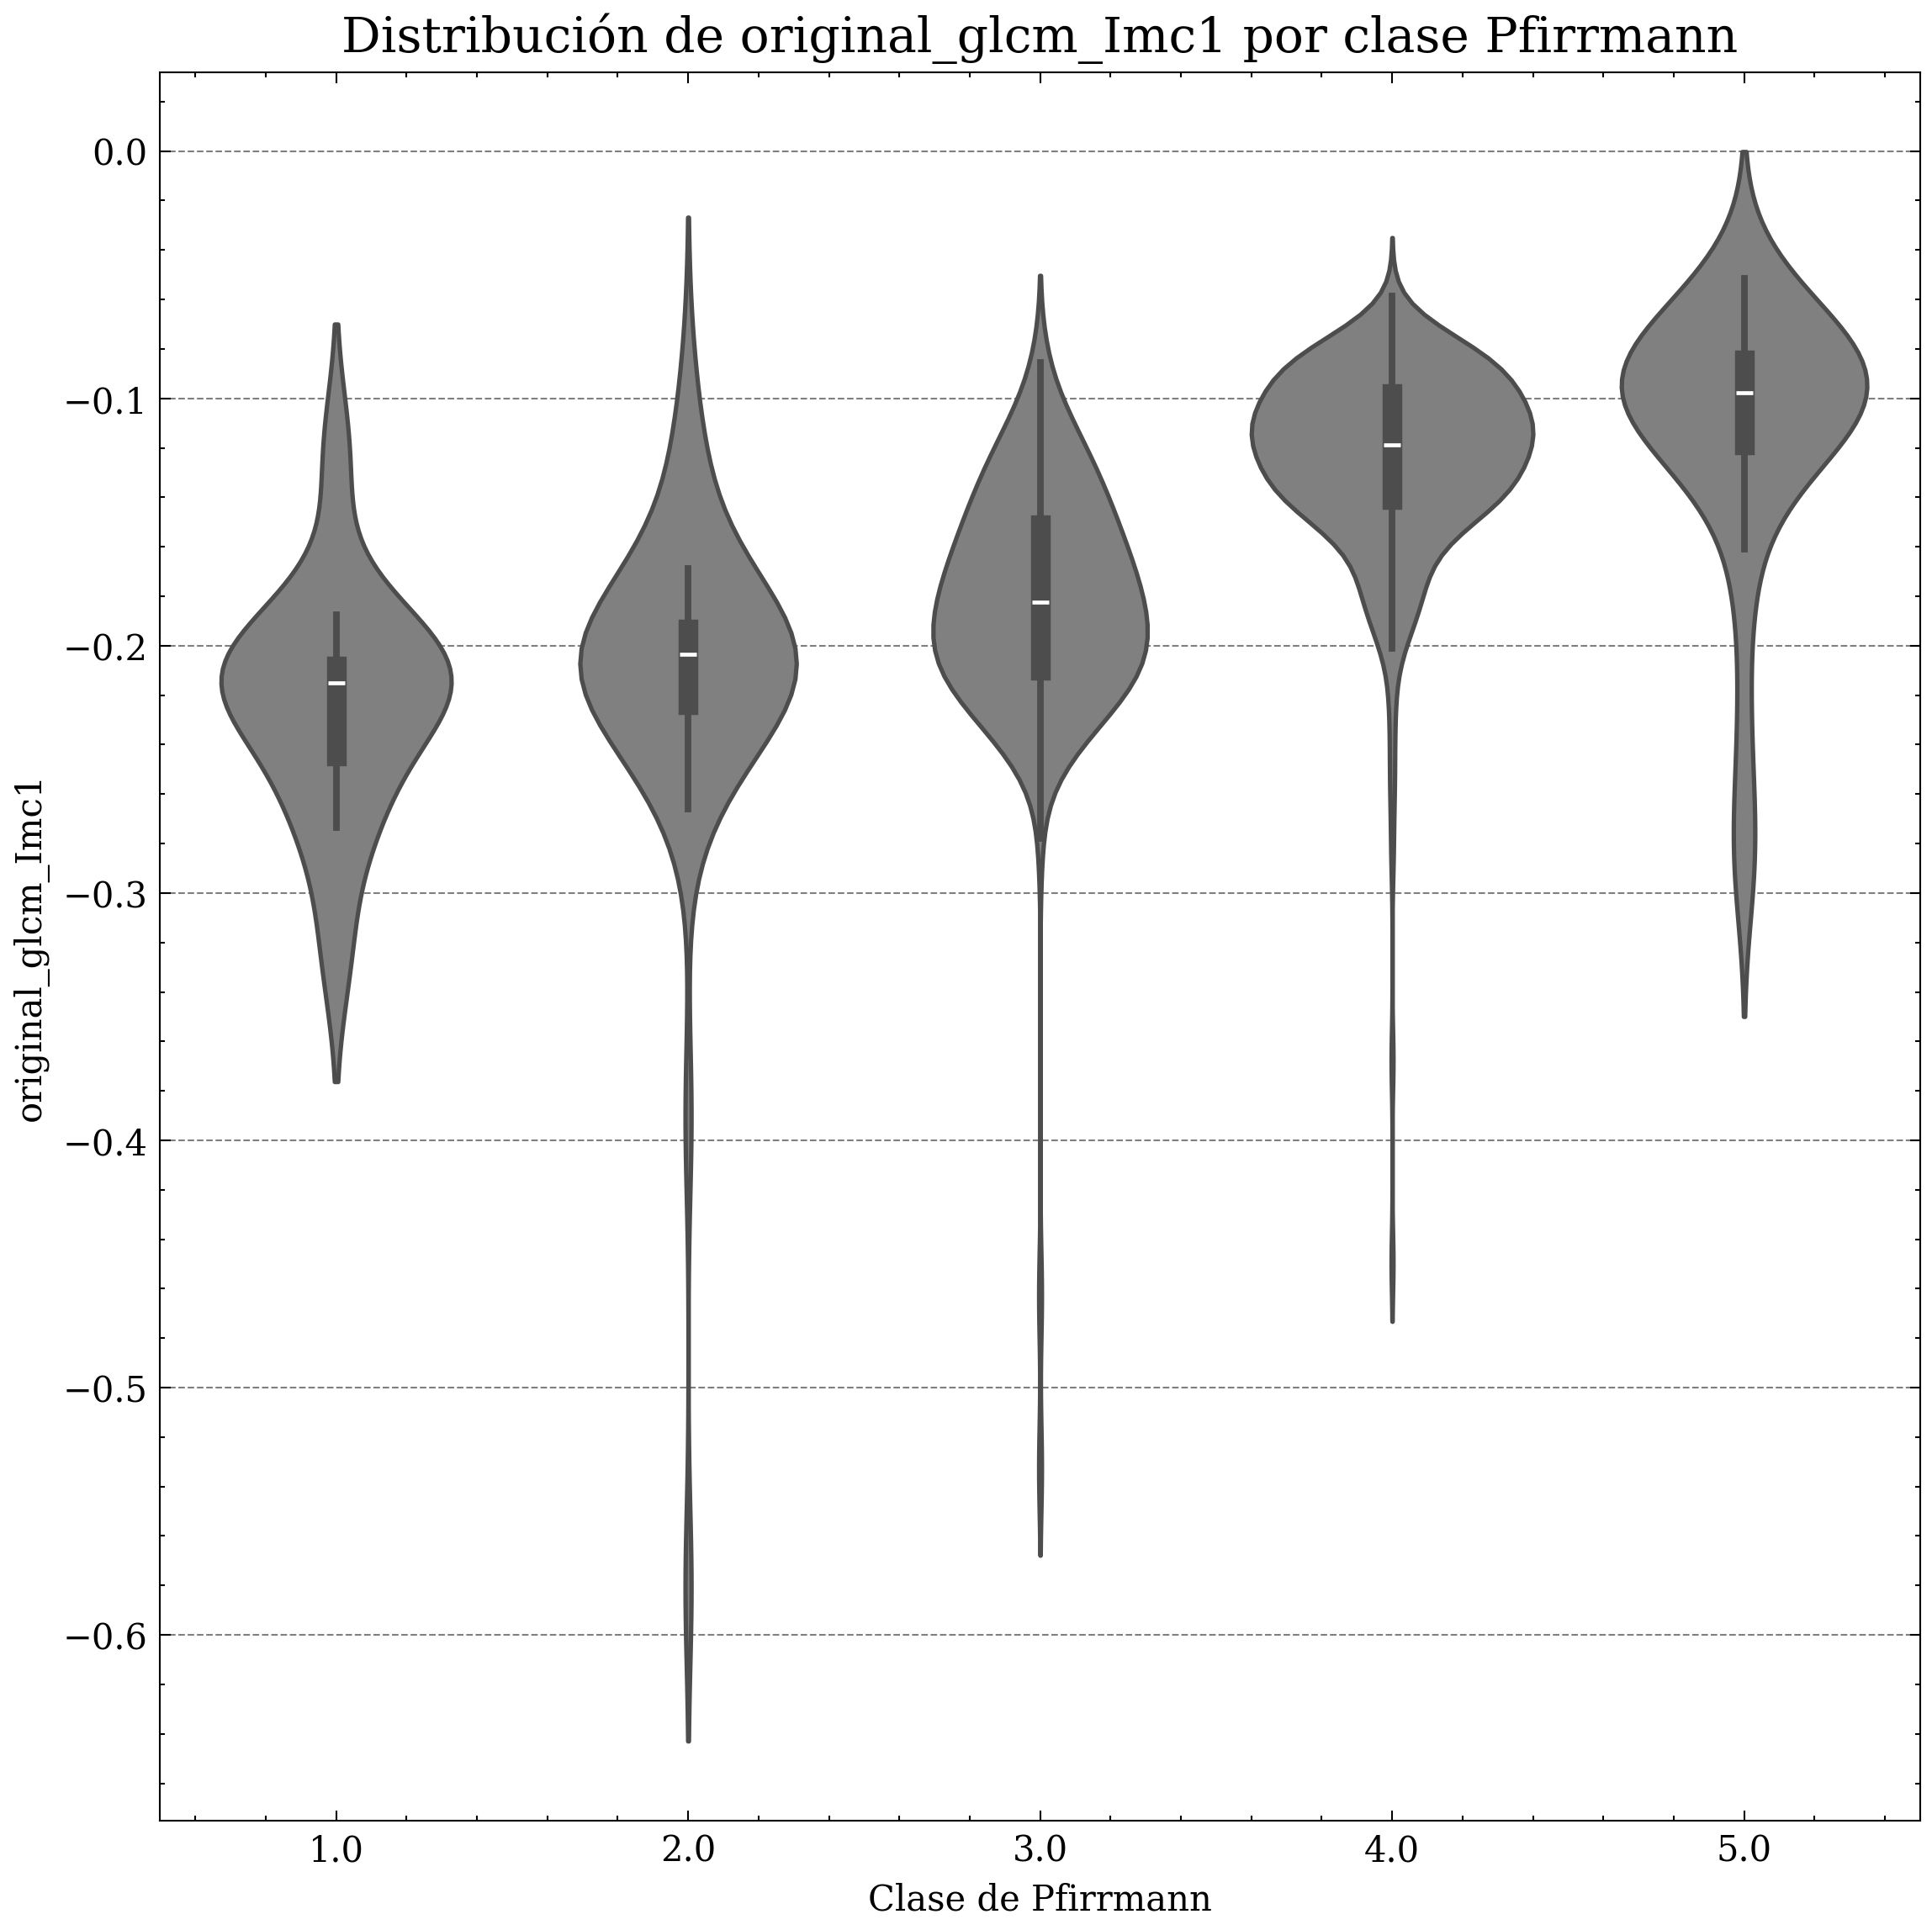 Distribución de original_glcm_Imc1 por clase Pfirrmann
original_glcm_Imc1
0.0
−0.1
−0.2
−0.3
−0.4
−0.5
−0.6
1.0 2.0 3.0 4.0 5.0
Clase de Pfirrmann